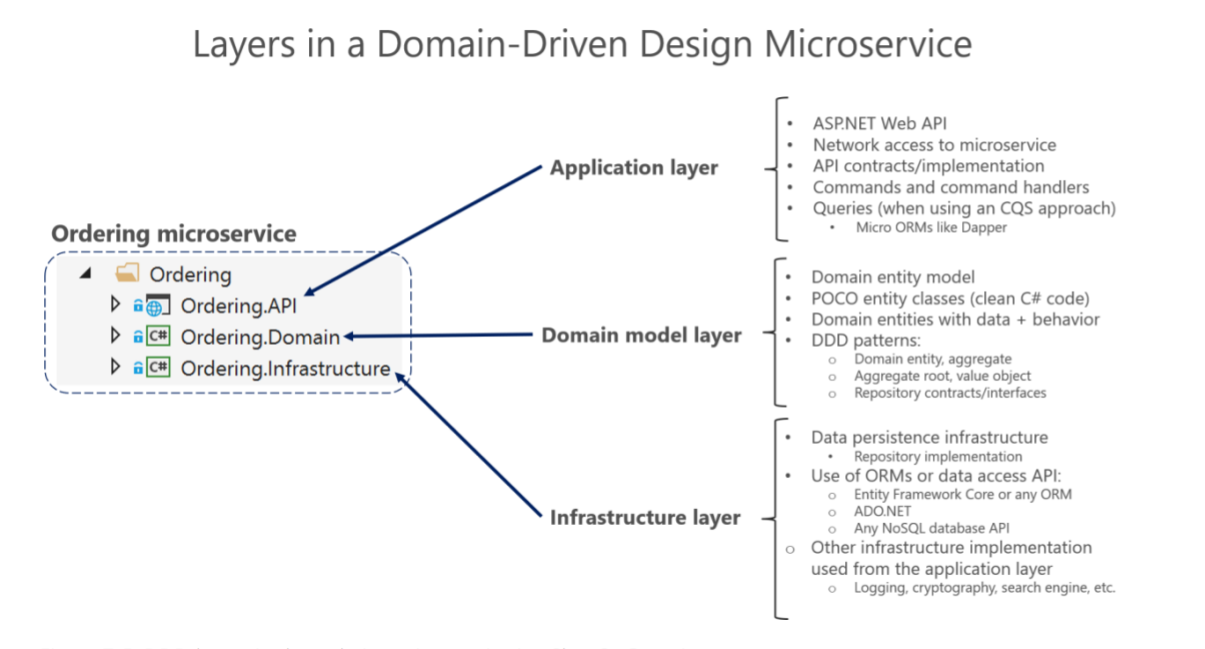 Layers in a Domain-Driven Design Microservice
Ordering microservice
Ordering
Ordering.API
C# Ordering.Domain
C# Ordering.Infrastructure
Application layer
• ASP.NET Web API
• Network access to microservice
• API contracts/implementation
• Commands and command handlers
• Queries (when using an CQS approach)
• Micro ORMs like Dapper
Domain model layer
• Domain entity model
• POCO entity classes (clean C# code)
• Domain entities with data + behavior
• DDD patterns:
o Domain entity, aggregate
o Aggregate root, value object
o Repository contracts/interfaces
Infrastructure layer
• Data persistence infrastructure
• Repository implementation
• Use of ORMs or data access API:
o Entity Framework Core or any ORM
o ADO.NET
o Any NoSQL database API
o Other infrastructure implementation
used from the application layer
o Logging, cryptography, search engine, etc.